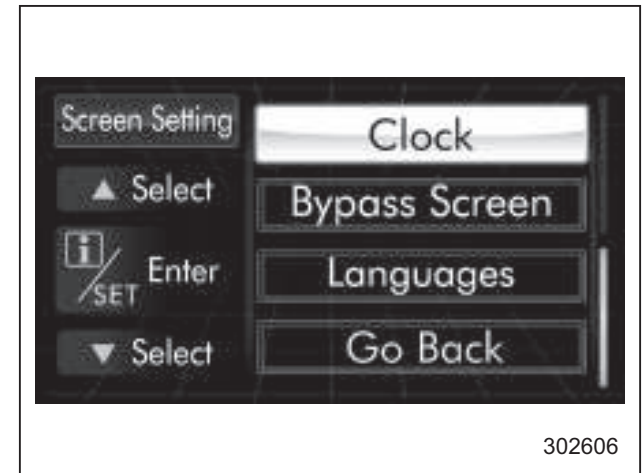 Screen Setting
▲ Select
i/SET Enter
▼ Select
Clock
Bypass Screen
Languages
Go Back
302606